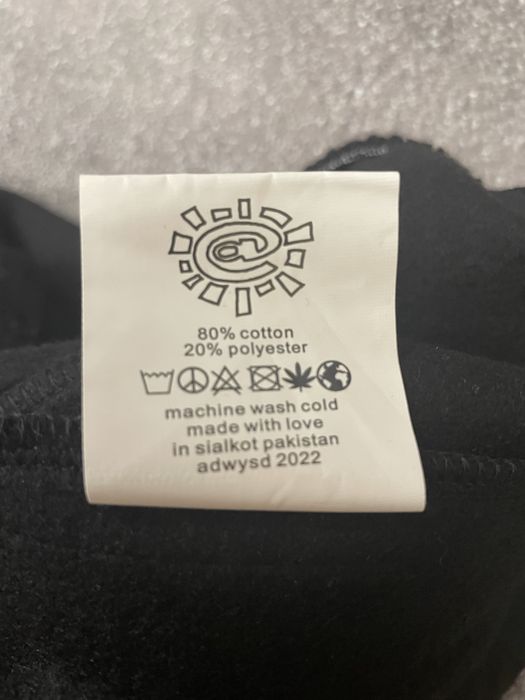 80% cotton
20% polyester
machine wash cold
made with love
in sialkot pakistan
adwysd 2022